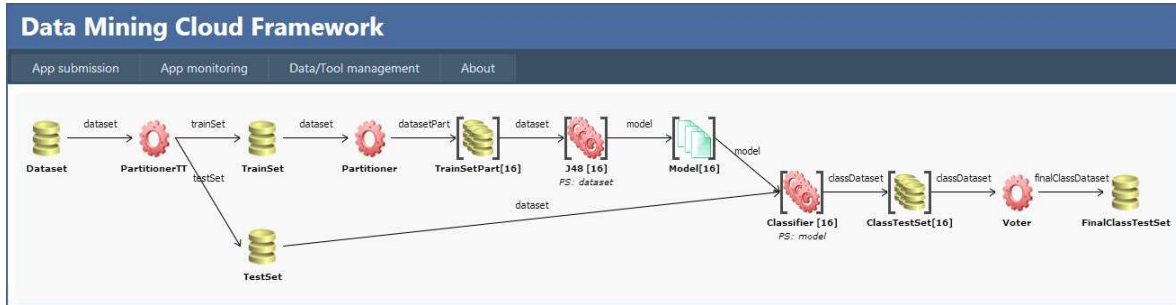 Data Mining Cloud Framework
App submission App monitoring Data/Tool management About
dataset trainSet dataset datasetPart dataset model
Dataset PartitionerTT TrainSet Partitioner TrainSetPart[16] J48 [16] Model[16]
PS: dataset
model
testSet
dataset
classDataset classDataset finalClassDataset
Classifier [16] ClassTestSet[16] Voter FinalClassTestSet
PS: model
TestSet